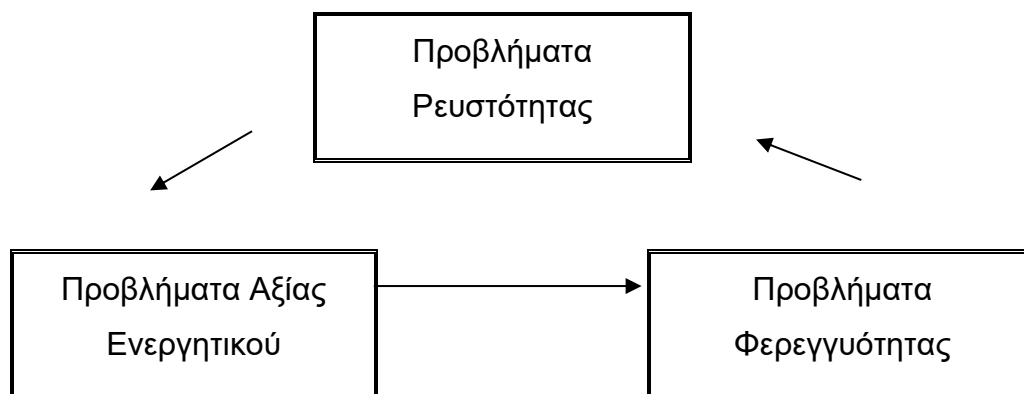 Προβλήματα
Ρευστότητας
Προβλήματα Αξίας
Ενεργητικού
Προβλήματα
Φερεγγυότητας